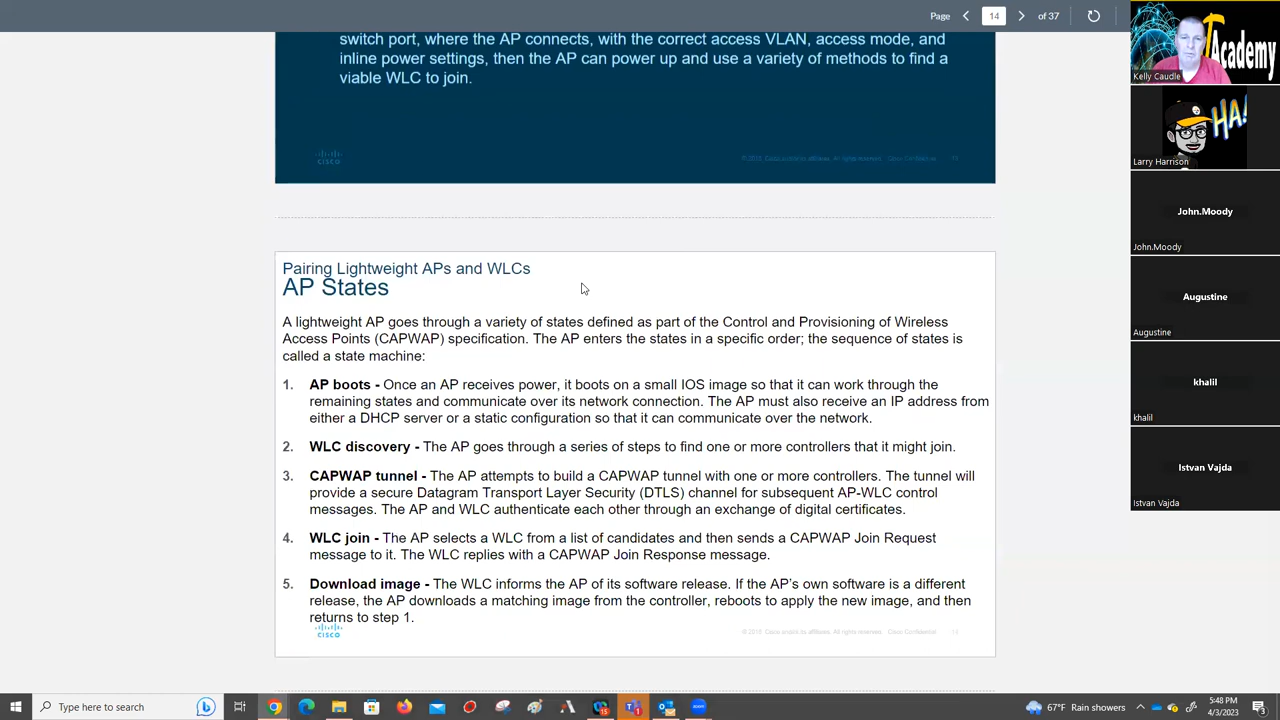 Page 14 of 37
switch port, where the AP connects, with the correct access VLAN, access mode, and
inline power settings, then the AP can power up and use a variety of methods to find a
viable WLC to join.
cisco
Pairing Lightweight APs and WLCs
AP States
A lightweight AP goes through a variety of states defined as part of the Control and Provisioning of Wireless
Access Points (CAPWAP) specification. The AP enters the states in a specific order; the sequence of states is
called a state machine:
1. AP boots - Once an AP receives power, it boots on a small IOS image so that it can work through the
remaining states and communicate over its network connection. The AP must also receive an IP address from
either a DHCP server or a static configuration so that it can communicate over the network.
2. WLC discovery - The AP goes through a series of steps to find one or more controllers that it might join.
3. CAPWAP tunnel - The AP attempts to build a CAPWAP tunnel with one or more controllers. The tunnel will
provide a secure Datagram Transport Layer Security (DTLS) channel for subsequent AP-WLC control
messages. The AP and WLC authenticate each other through an exchange of digital certificates.
4. WLC join - The AP selects a WLC from a list of candidates and then sends a CAPWAP Join Request
message to it. The WLC replies with a CAPWAP Join Response message.
5. Download image - The WLC informs the AP of its software release. If the AP's own software is a different
release, the AP downloads a matching image from the controller, reboots to apply the new image, and then
returns to step 1.
cisco
Academy
Kelly Caudle
HA!
Larry Harrison
John.Moody
John.Moody
Augustine
Augustine
khalil
khalil
Istvan Vajda
Istvan Vajda
Type here to search
67°F Rain showers
5:48 PM
4/3/2023